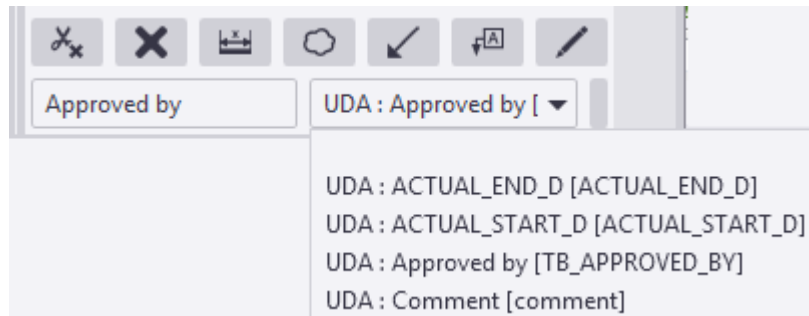 Approved by
UDA : Approved by [
UDA : ACTUAL_END_D [ACTUAL_END_D]
UDA : ACTUAL_START_D [ACTUAL_START_D]
UDA : Approved by [TB_APPROVED_BY]
UDA : Comment [comment]